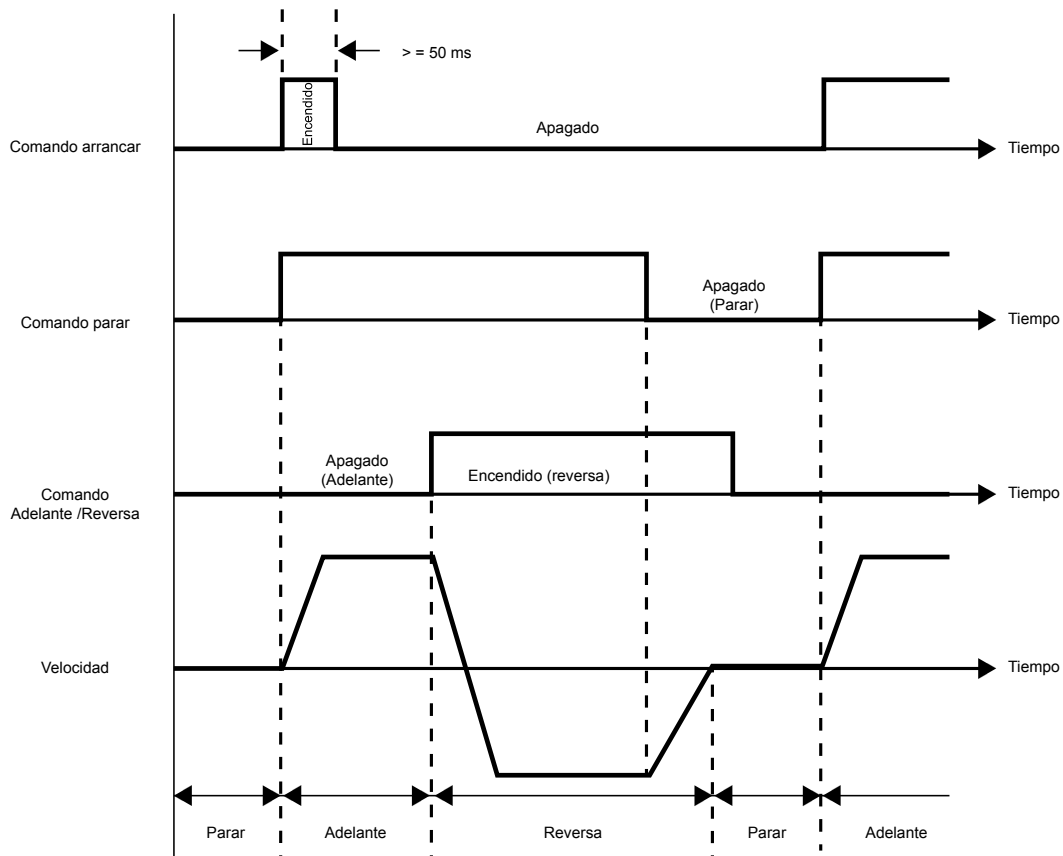 > = 50 ms
Encendido
Comando arrancar
Apagado
Tiempo
Comando parar
Apagado
(Parar)
Tiempo
Comando
Adelante /Reversa
Apagado
(Adelante)
Encendido (reversa)
Tiempo
Velocidad
Tiempo
Parar
Adelante
Reversa
Parar
Adelante